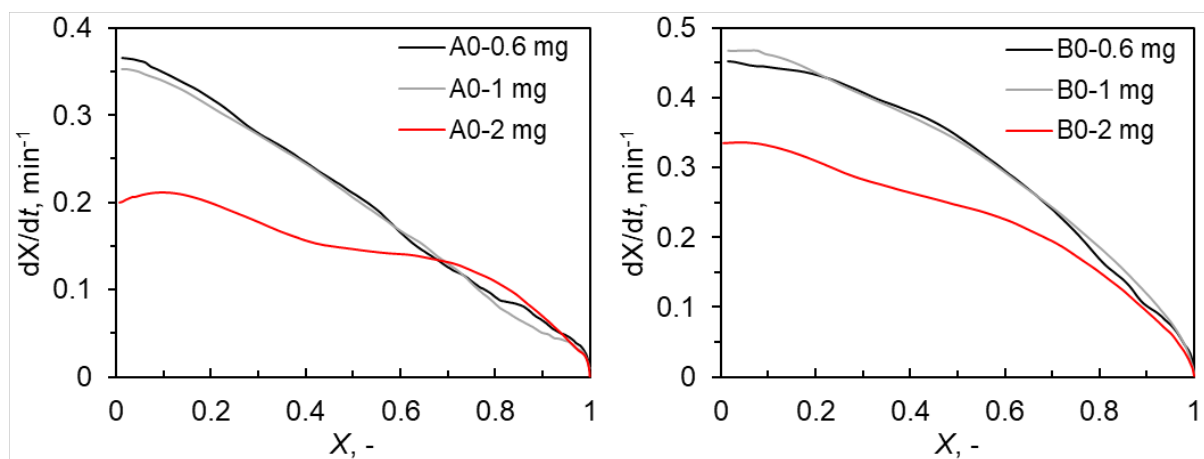 0.4
0.3
0.2
0.1
0
dX/dt, min-1
A0-0.6 mg
A0-1 mg
A0-2 mg
0 0.2 0.4 0.6 0.8 1
X, -
0.5
0.4
0.3
0.2
0.1
0
dX/dt, min-1
B0-0.6 mg
B0-1 mg
B0-2 mg
0 0.2 0.4 0.6 0.8 1
X, -